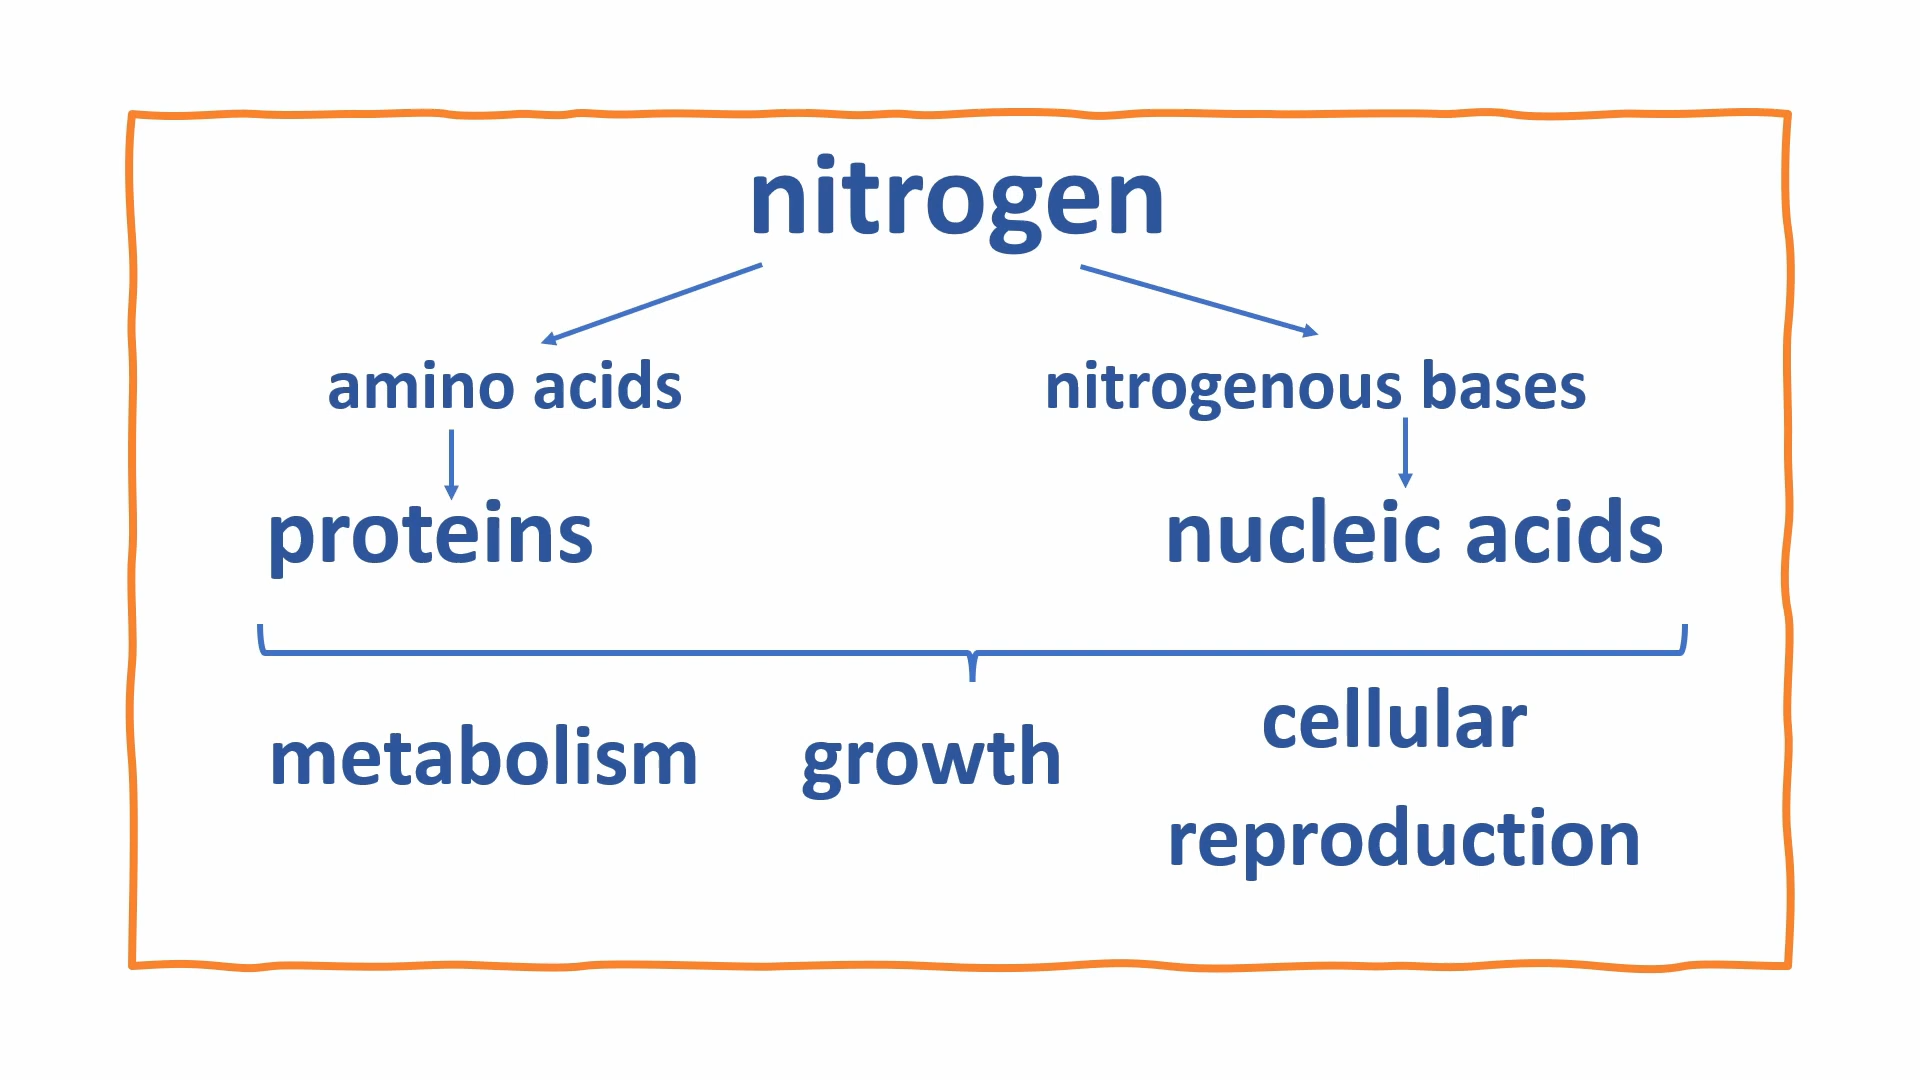 nitrogen
amino acids
nitrogenous bases
proteins
nucleic acids
metabolism
growth
cellular
reproduction